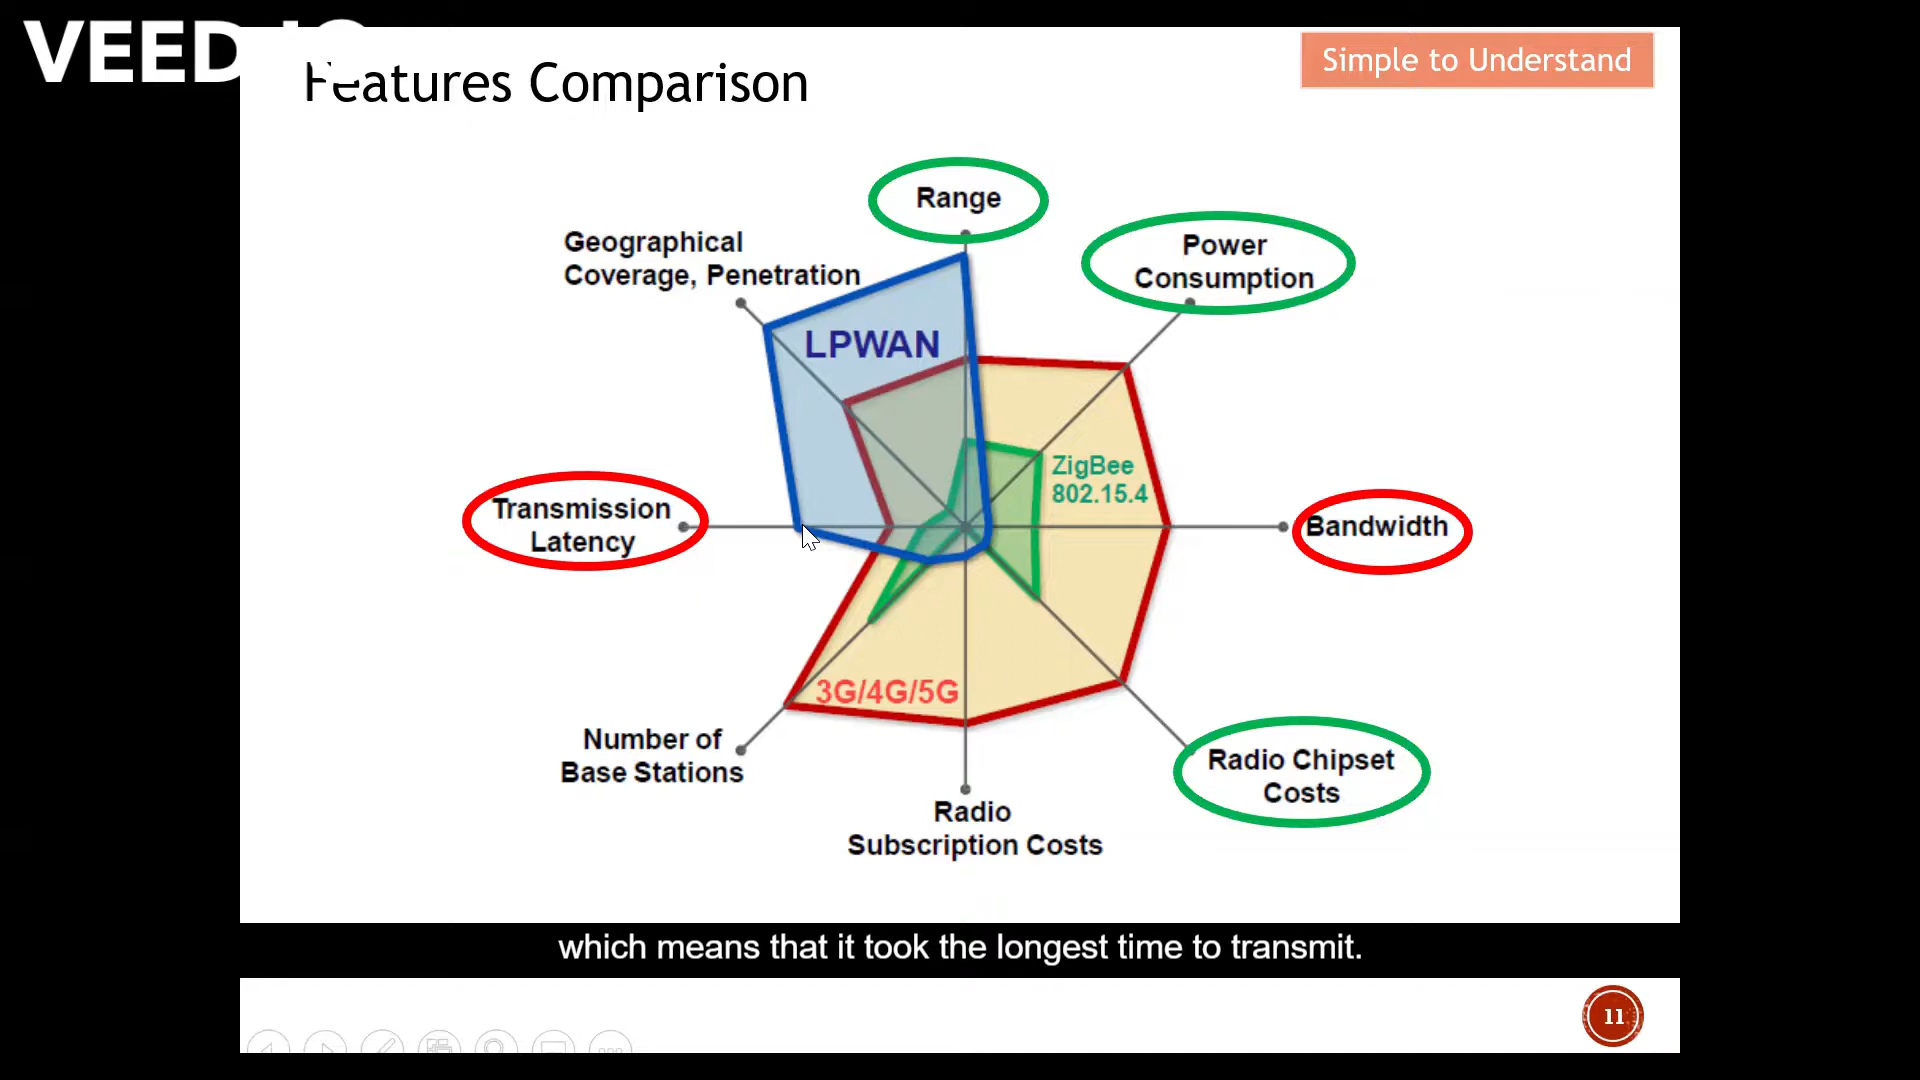 VEED
Features Comparison
Simple to Understand
Range
Power
Consumption
Geographical
Coverage, Penetration
LPWAN
ZigBee
802.15.4
Transmission
Latency
Bandwidth
3G/4G/5G
Number of
Base Stations
Radio Chipset
Costs
Radio
Subscription Costs
which means that it took the longest time to transmit.
11